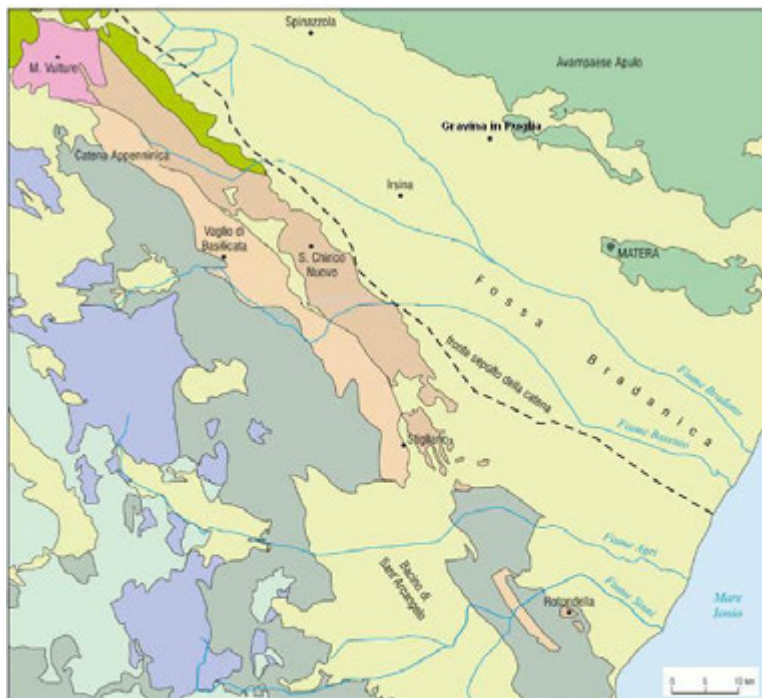 Spinazzola
M. Vulture
Avampaese Apulo
Gravina in Puglia
Catena Appenninica
Irsina
Vaglio di
Basilicata
S. Chirico
Nuovo
MATERA
Fossa
Bradanica
fronte sepolto della catena
Fiume Bradano
Fiume Basento
Stigliano
Fiume Agri
Bacino di
Sant'Arcangelo
Fiume Sinni
Rotondella
Mare
Ionio
0 5 10 km